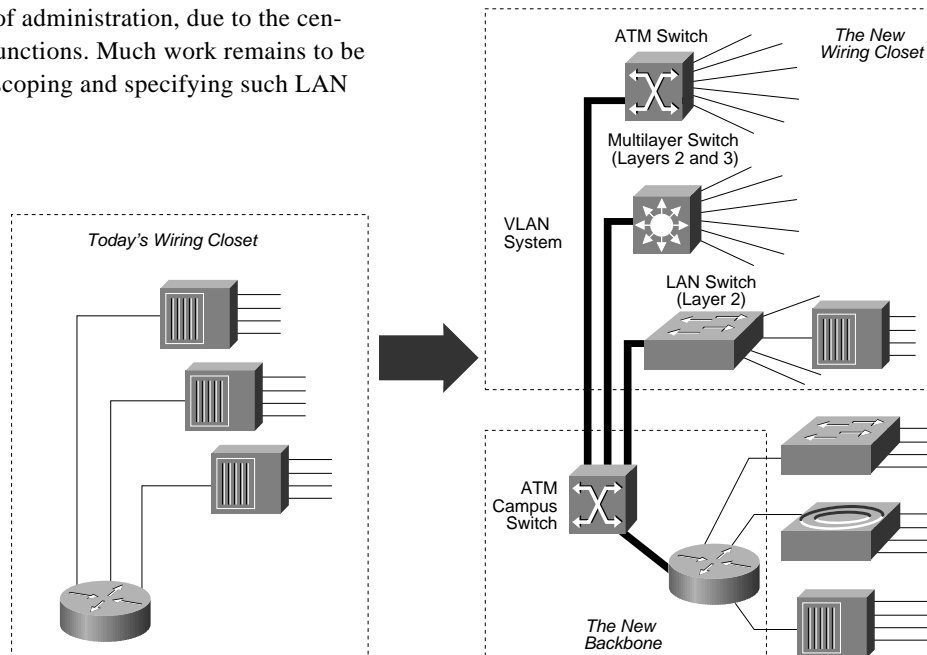 of administration, due to the cen-
unctions. Much work remains to be
scoping and specifying such LAN
Today's Wiring Closet
ATM Switch
The New
Wiring Closet
Multilayer Switch
(Layers 2 and 3)
VLAN
System
LAN Switch
(Layer 2)
ATM
Campus
Switch
The New
Backbone